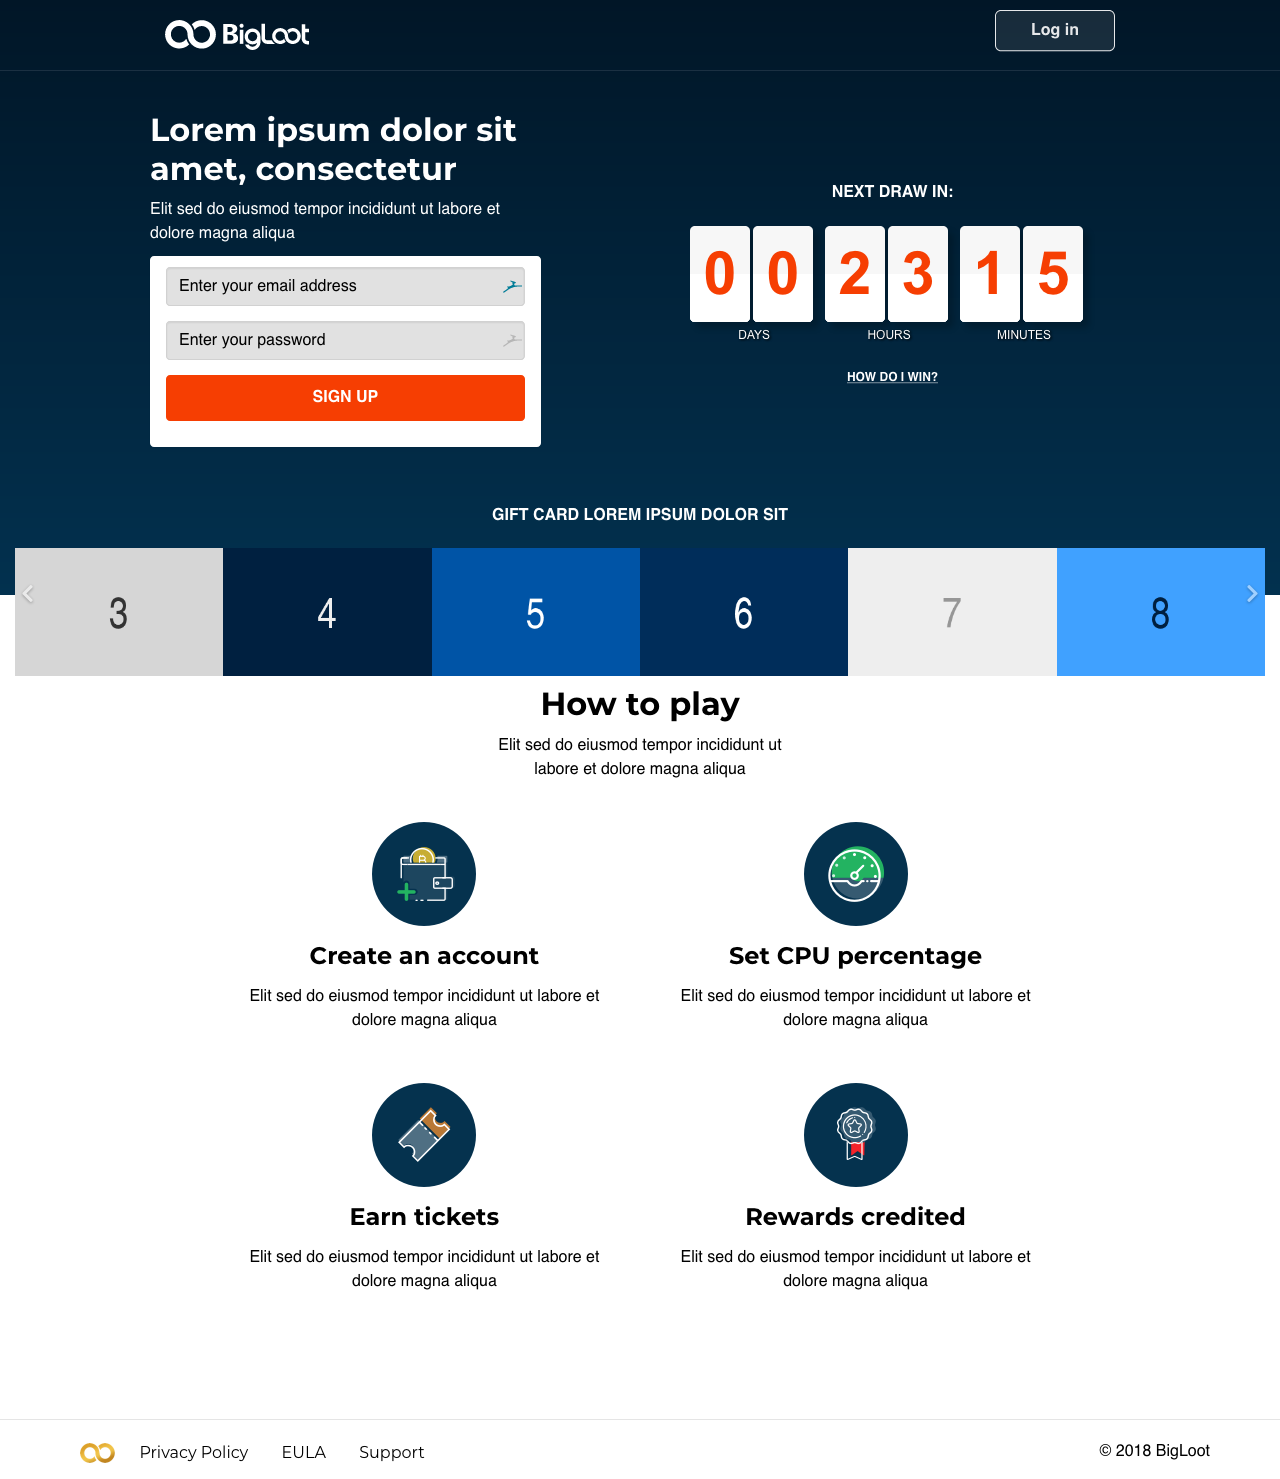 BigLoot
Log in
Lorem ipsum dolor sit
amet, consectetur
Elit sed do eiusmod tempor incididunt ut labore et
dolore magna aliqua
Enter your email address
Enter your password
SIGN UP
NEXT DRAW IN:
0 0 2 3 1 5
DAYS HOURS MINUTES
HOW DO I WIN?
GIFT CARD LOREM IPSUM DOLOR SIT
3 4 5 6 7 8
How to play
Elit sed do eiusmod tempor incididunt ut
labore et dolore magna aliqua
Create an account
Elit sed do eiusmod tempor incididunt ut labore et
dolore magna aliqua
Set CPU percentage
Elit sed do eiusmod tempor incididunt ut labore et
dolore magna aliqua
Earn tickets
Elit sed do eiusmod tempor incididunt ut labore et
dolore magna aliqua
Rewards credited
Elit sed do eiusmod tempor incididunt ut labore et
dolore magna aliqua
Privacy Policy EULA Support
© 2018 BigLoot